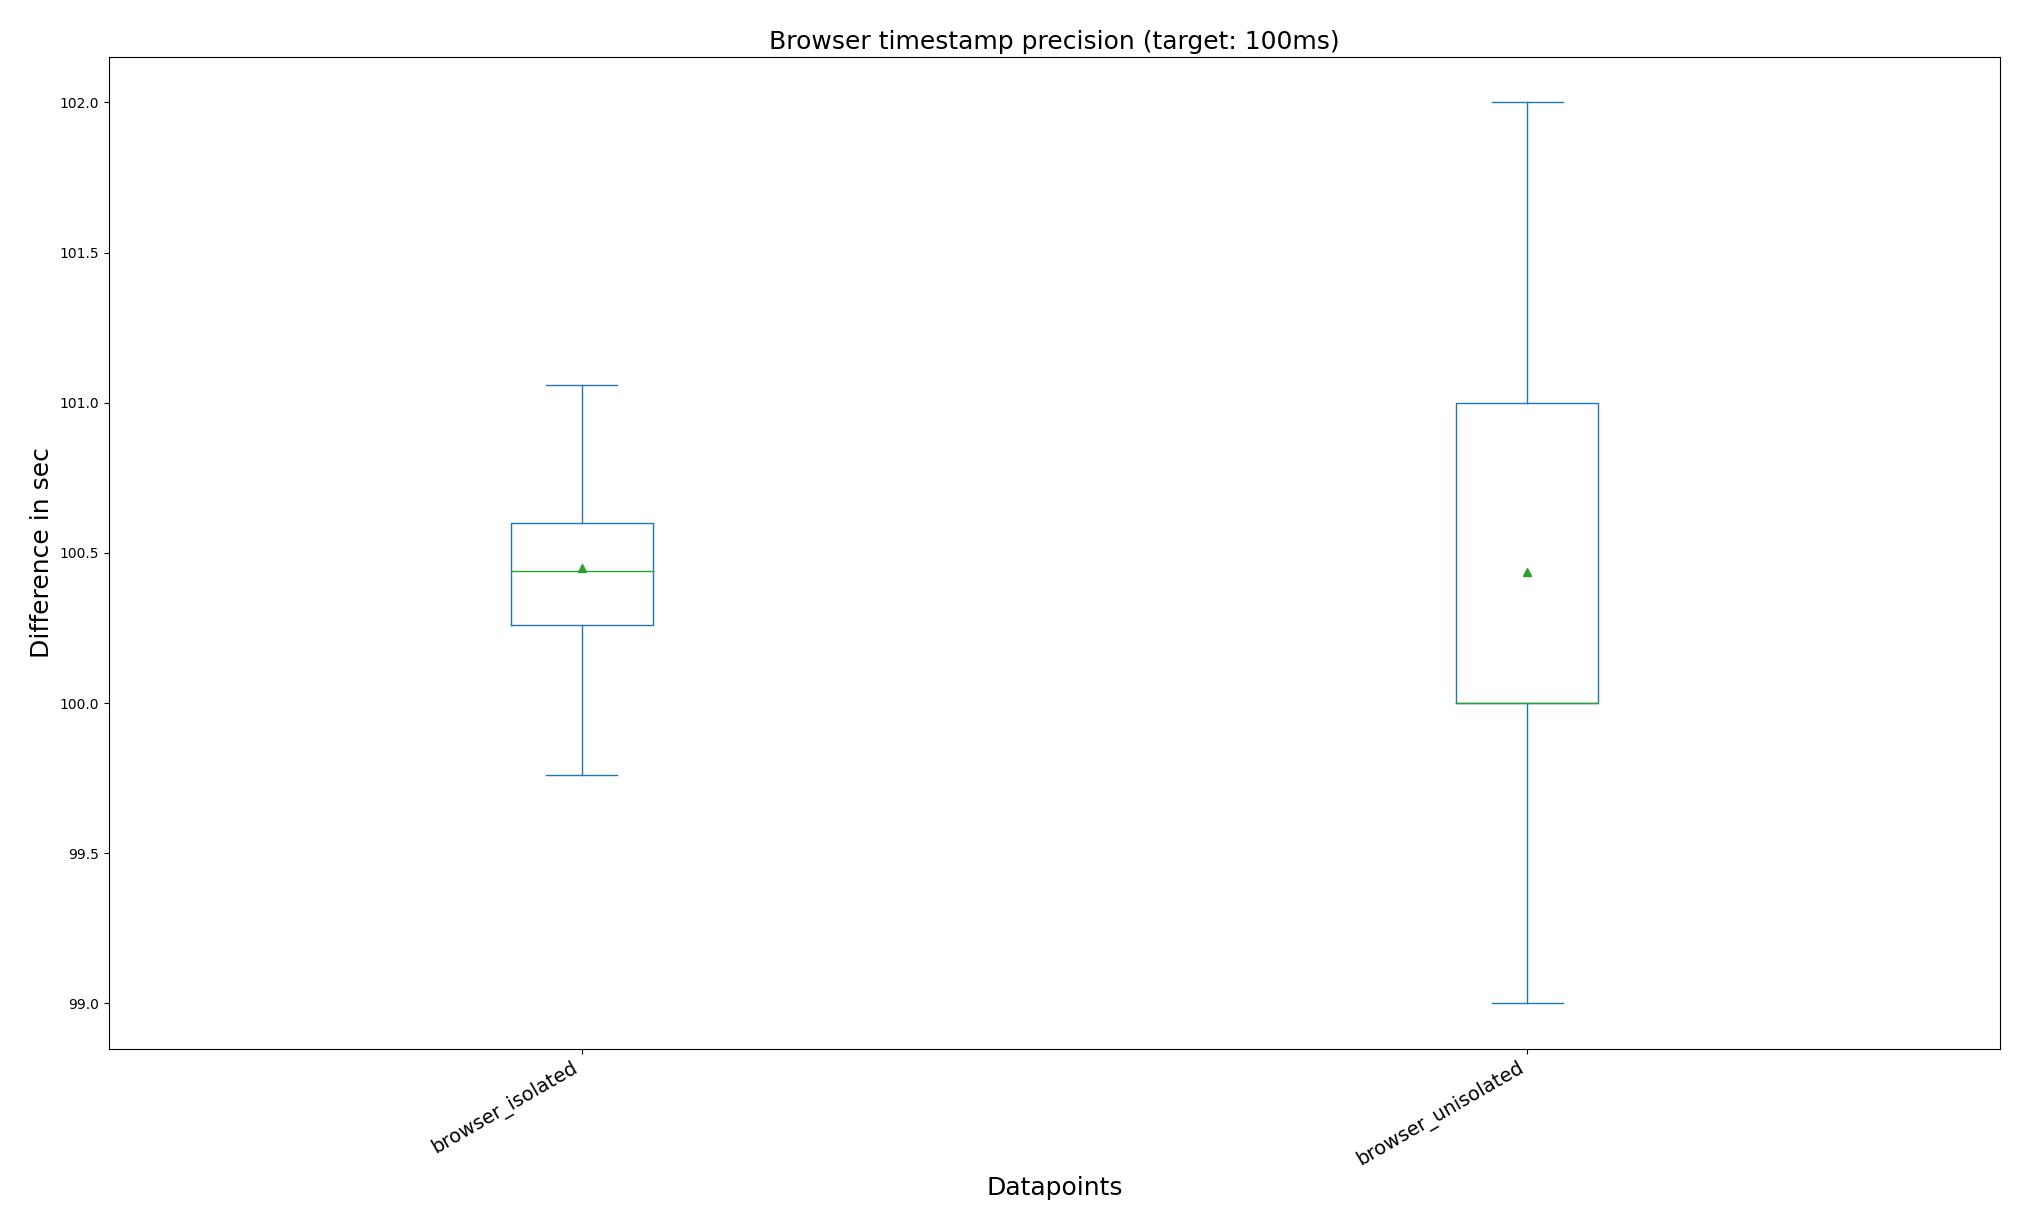 Browser timestamp precision (target: 100ms)
102.0
101.5
101.0
100.5
100.0
99.5
99.0
Difference in sec
browser_isolated
browser_unisolated
Datapoints